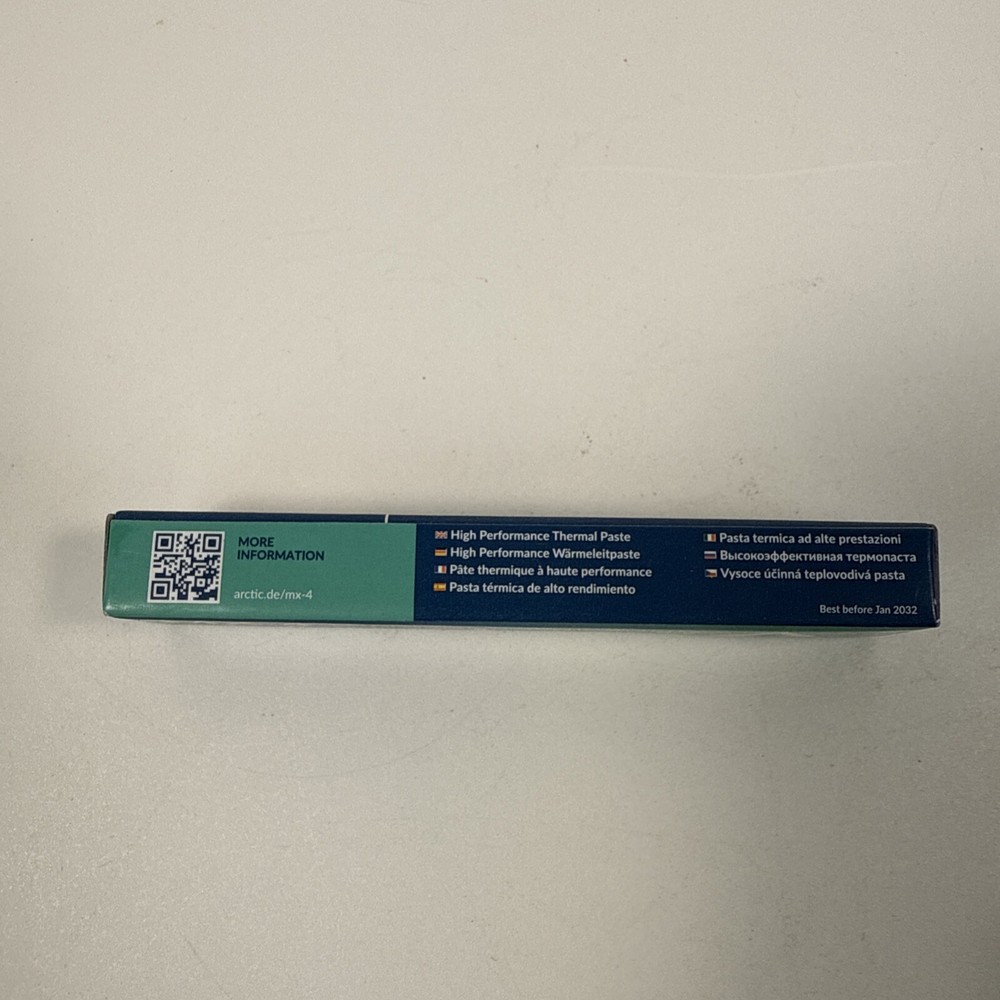 MORE
INFORMATION
arctic.de/mx-4
High Performance Thermal Paste
High Performance Wärmeleitpaste
Pâte thermique à haute performance
Pasta térmica de alto rendimiento
Pasta termica ad alte prestazioni
Высокоэффективная термопаста
Vysoce účinná teplovodivá pasta
Best before Jan 2032